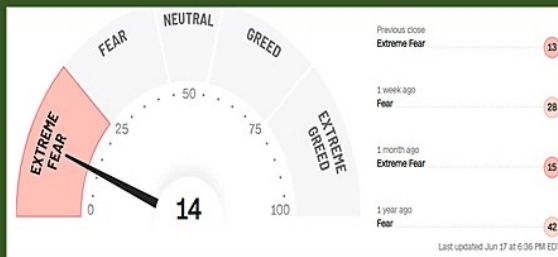 FEAR
NEUTRAL
GREED
EXTREME
FEAR
EXTREME
GREED
0
25
50
75
100
14
Previous close
Extreme Fear
13
1 week ago
Fear
28
1 month ago
Extreme Fear
15
1 year ago
Fear
42
Last updated Jun 17 at 6:36 PM EDT